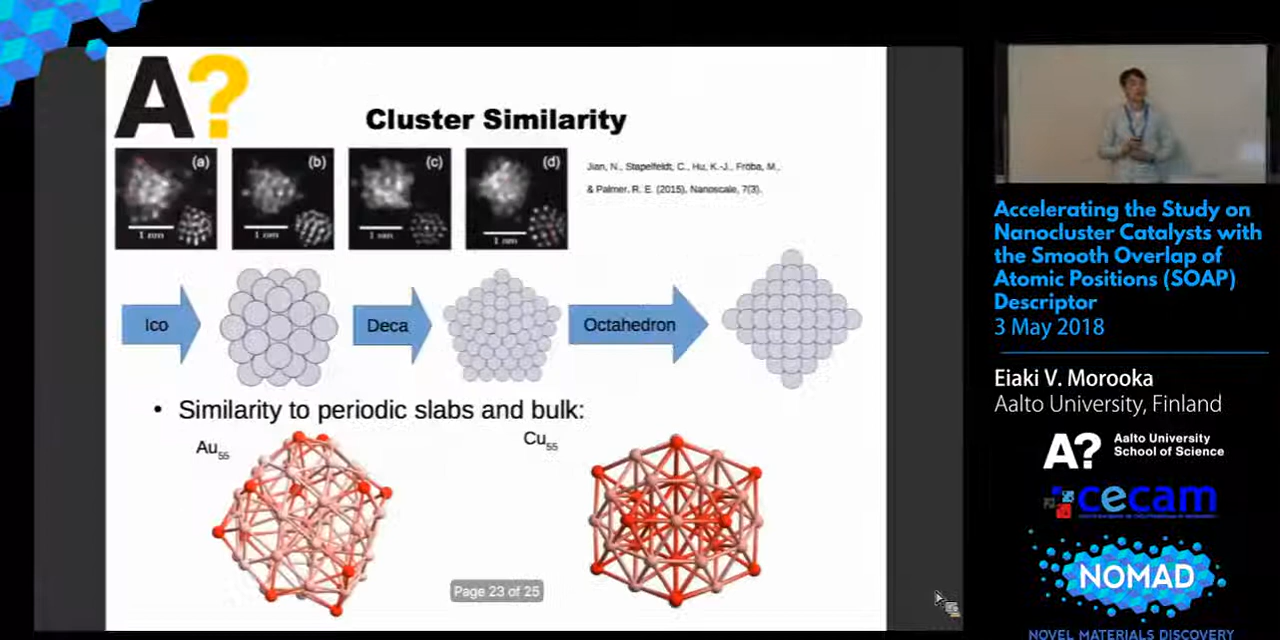 A?
Cluster Similarity
(a)
(b)
(c)
(d)
1 nm
1 nm
1 nm
1 nm
Jian, N., Stapelfeldt, C., Hu, K.-J., Fröba, M.,
& Palmer, R. E. (2015), Nanoscale, 7(3).
Ico
Deca
Octahedron
• Similarity to periodic slabs and bulk:
Au55
Cu55
Page 23 of 25
Accelerating the Study on
Nanocluster Catalysts with
the Smooth Overlap of
Atomic Positions (SOAP)
Descriptor
3 May 2018
Eiaki V. Morooka
Aalto University, Finland
A?
Aalto University
School of Science
cecam
NOMAD
NOVEL MATERIALS DISCOVERY